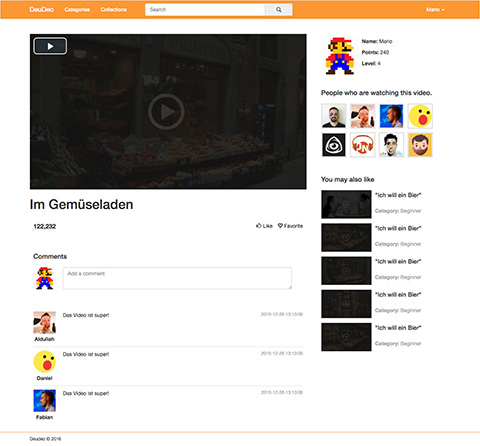 DeuDeo Categories Collections Search Mario
Name: Mario
Points: 240
Level: 4
People who are watching this video.
Im Gemüseladen
122,232 Like Favorite
You may also like
"Ich will ein Bier"
Category: Beginner
"Ich will ein Bier"
Category: Beginner
"Ich will ein Bier"
Category: Beginner
"Ich will ein Bier"
Category: Beginner
"Ich will ein Bier"
Category: Beginner
Comments
Add a comment
Das Video ist super! 2015-12-26 13:10:06
Aldullah
Das Video ist super! 2015-12-26 13:10:06
Daniel
Das Video ist super! 2015-12-26 13:10:06
Fabian
Deudeo © 2016